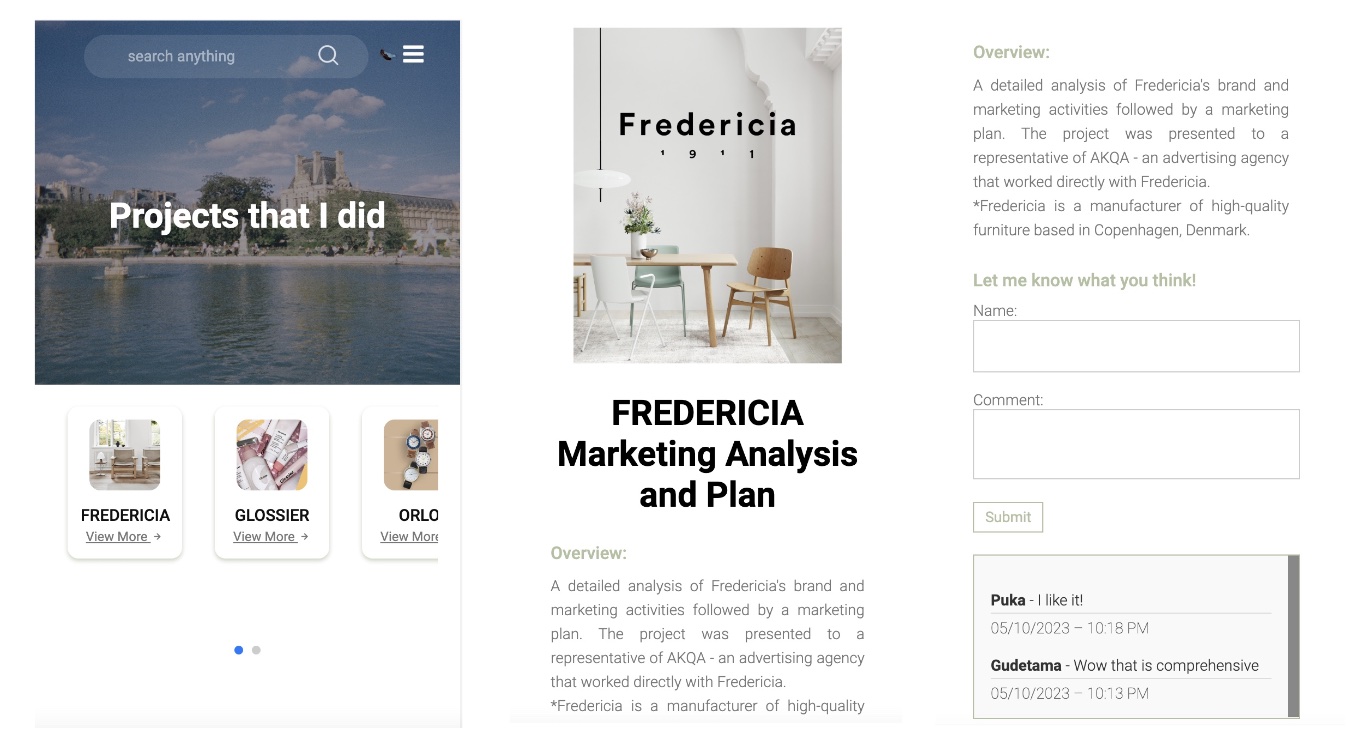 search anything
Projects that I did
FREDERICIA
View More →
GLOSSIER
View More →
ORLO
View More
Fredericia
1 9 1 1
FREDERICIA
Marketing Analysis
and Plan
Overview:
A detailed analysis of Fredericia's brand and
marketing activities followed by a marketing
plan. The project was presented to a
representative of AKQA - an advertising agency
that worked directly with Fredericia.
*Fredericia is a manufacturer of high-quality
Overview:
A detailed analysis of Fredericia's brand and
marketing activities followed by a marketing
plan. The project was presented to a
representative of AKQA - an advertising agency
that worked directly with Fredericia.
*Fredericia is a manufacturer of high-quality
furniture based in Copenhagen, Denmark.
Let me know what you think!
Name:
Comment:
Submit
Puka - I like it!
05/10/2023 – 10:18 PM
Gudetama - Wow that is comprehensive
05/10/2023 – 10:13 PM